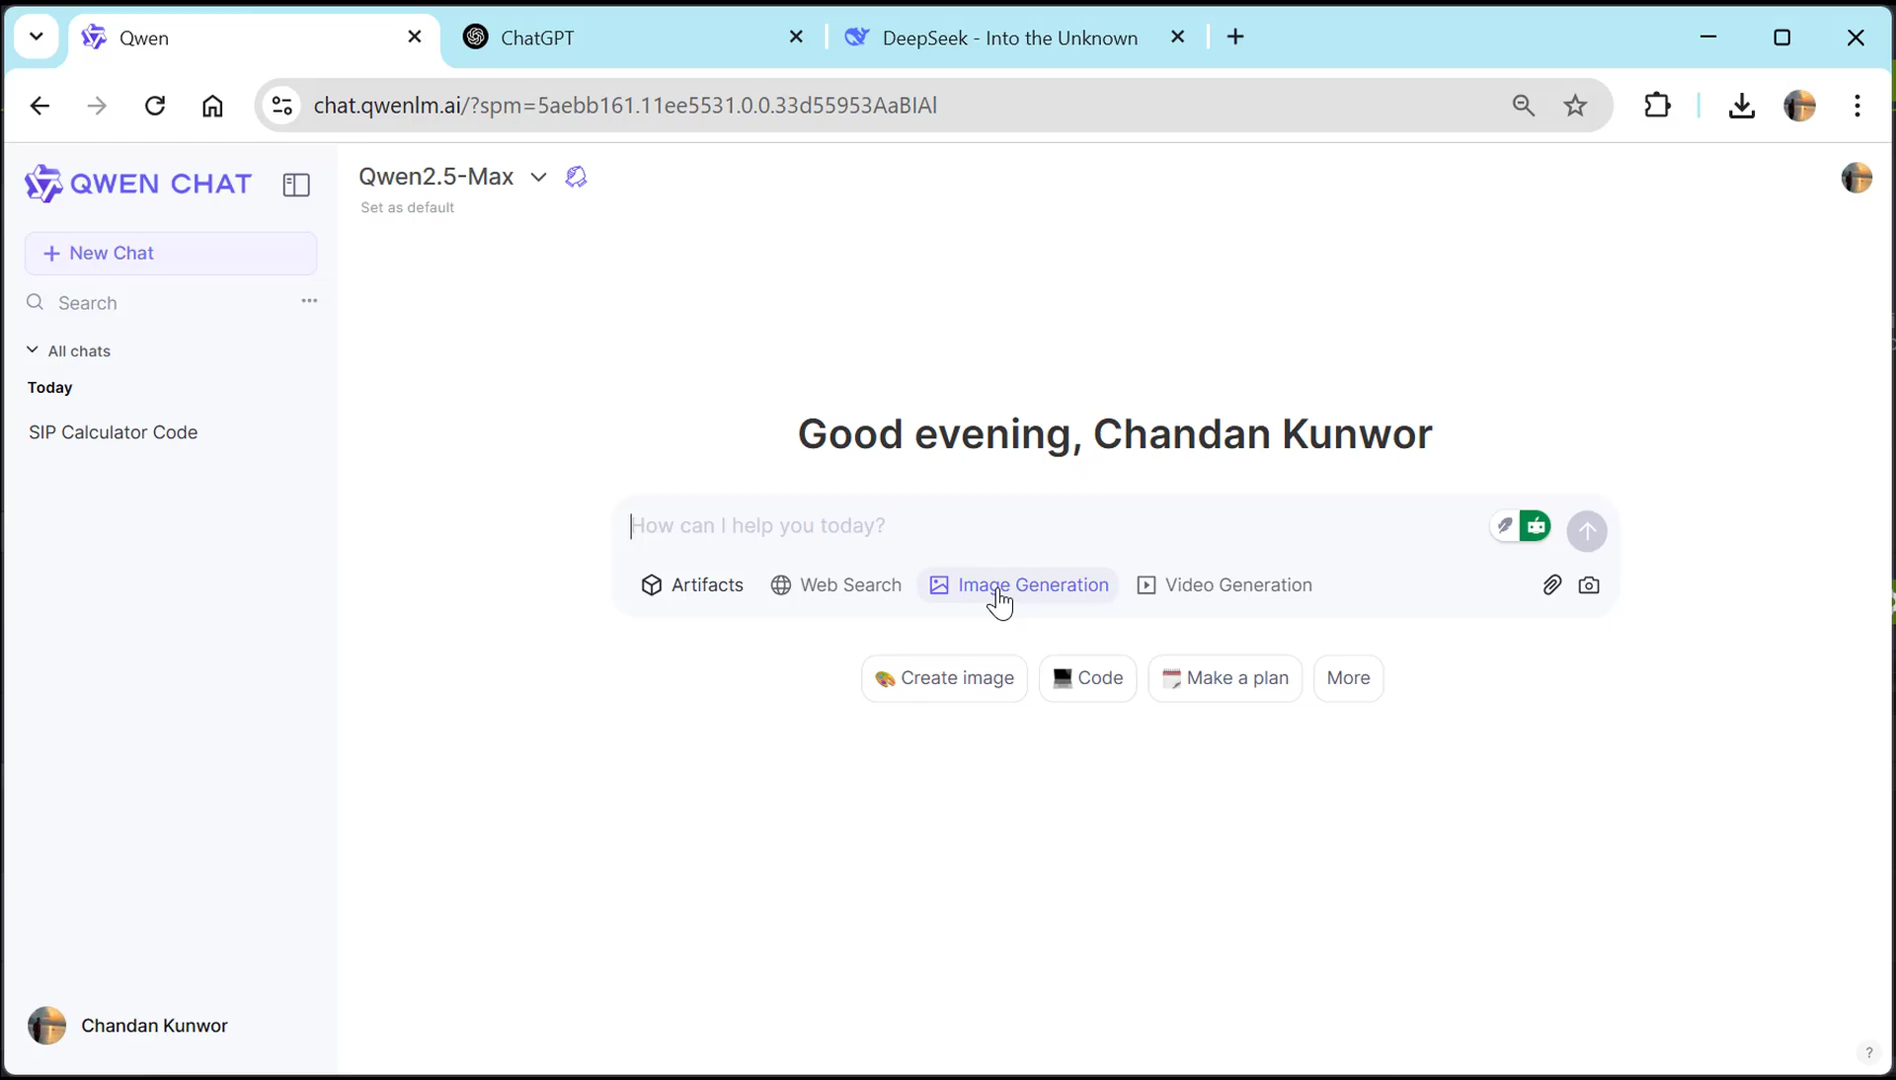 Qwen
ChatGPT
DeepSeek - Into the Unknown
chat.qwenlm.ai/?spm=5aebb161.11ee5531.0.0.33d55953AaBIAl
QWEN CHAT
Qwen2.5-Max
Set as default
New Chat
Search
All chats
Today
SIP Calculator Code
Good evening, Chandan Kunwor
How can I help you today?
Artifacts
Web Search
Image Generation
Video Generation
Create image
Code
Make a plan
More
Chandan Kunwor
?